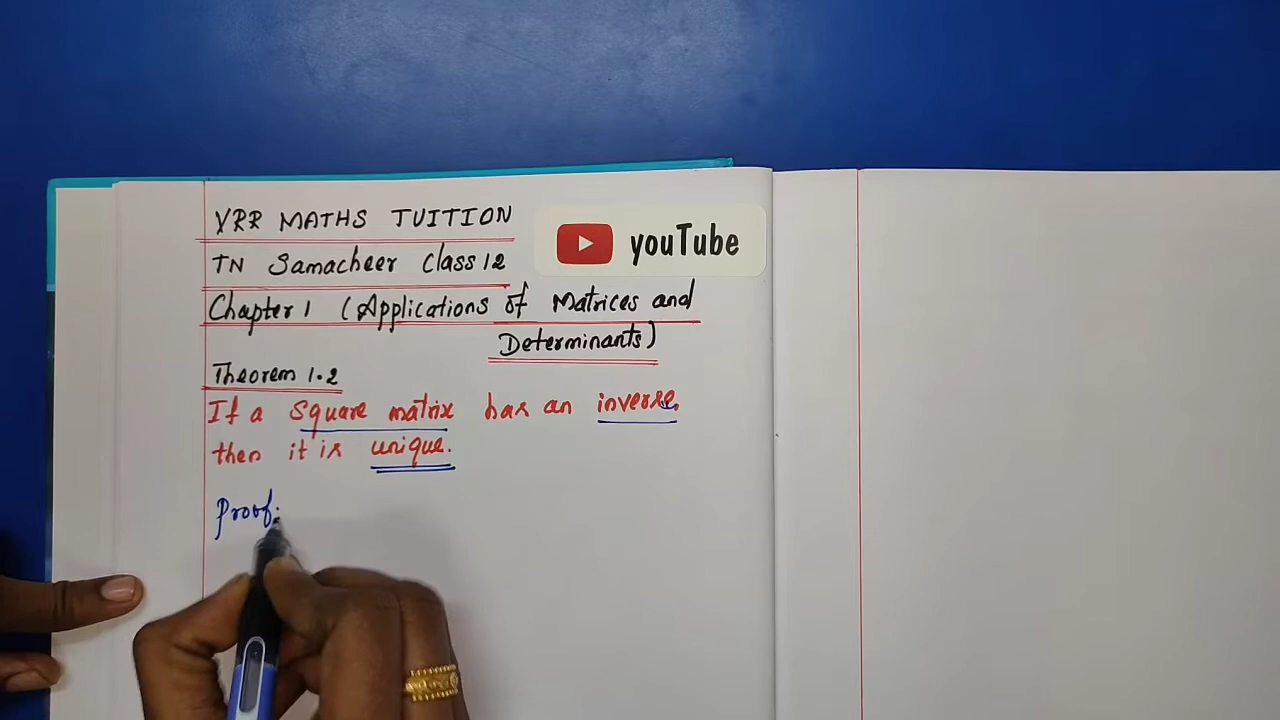 YRR MATHS TUITION
youTube
TN Samacheer Class 12
Chapter 1 (Applications of Matrices and
Determinants)
Theorem 1.2
If a square matrix has an inverse,
then it is unique.
Proof: